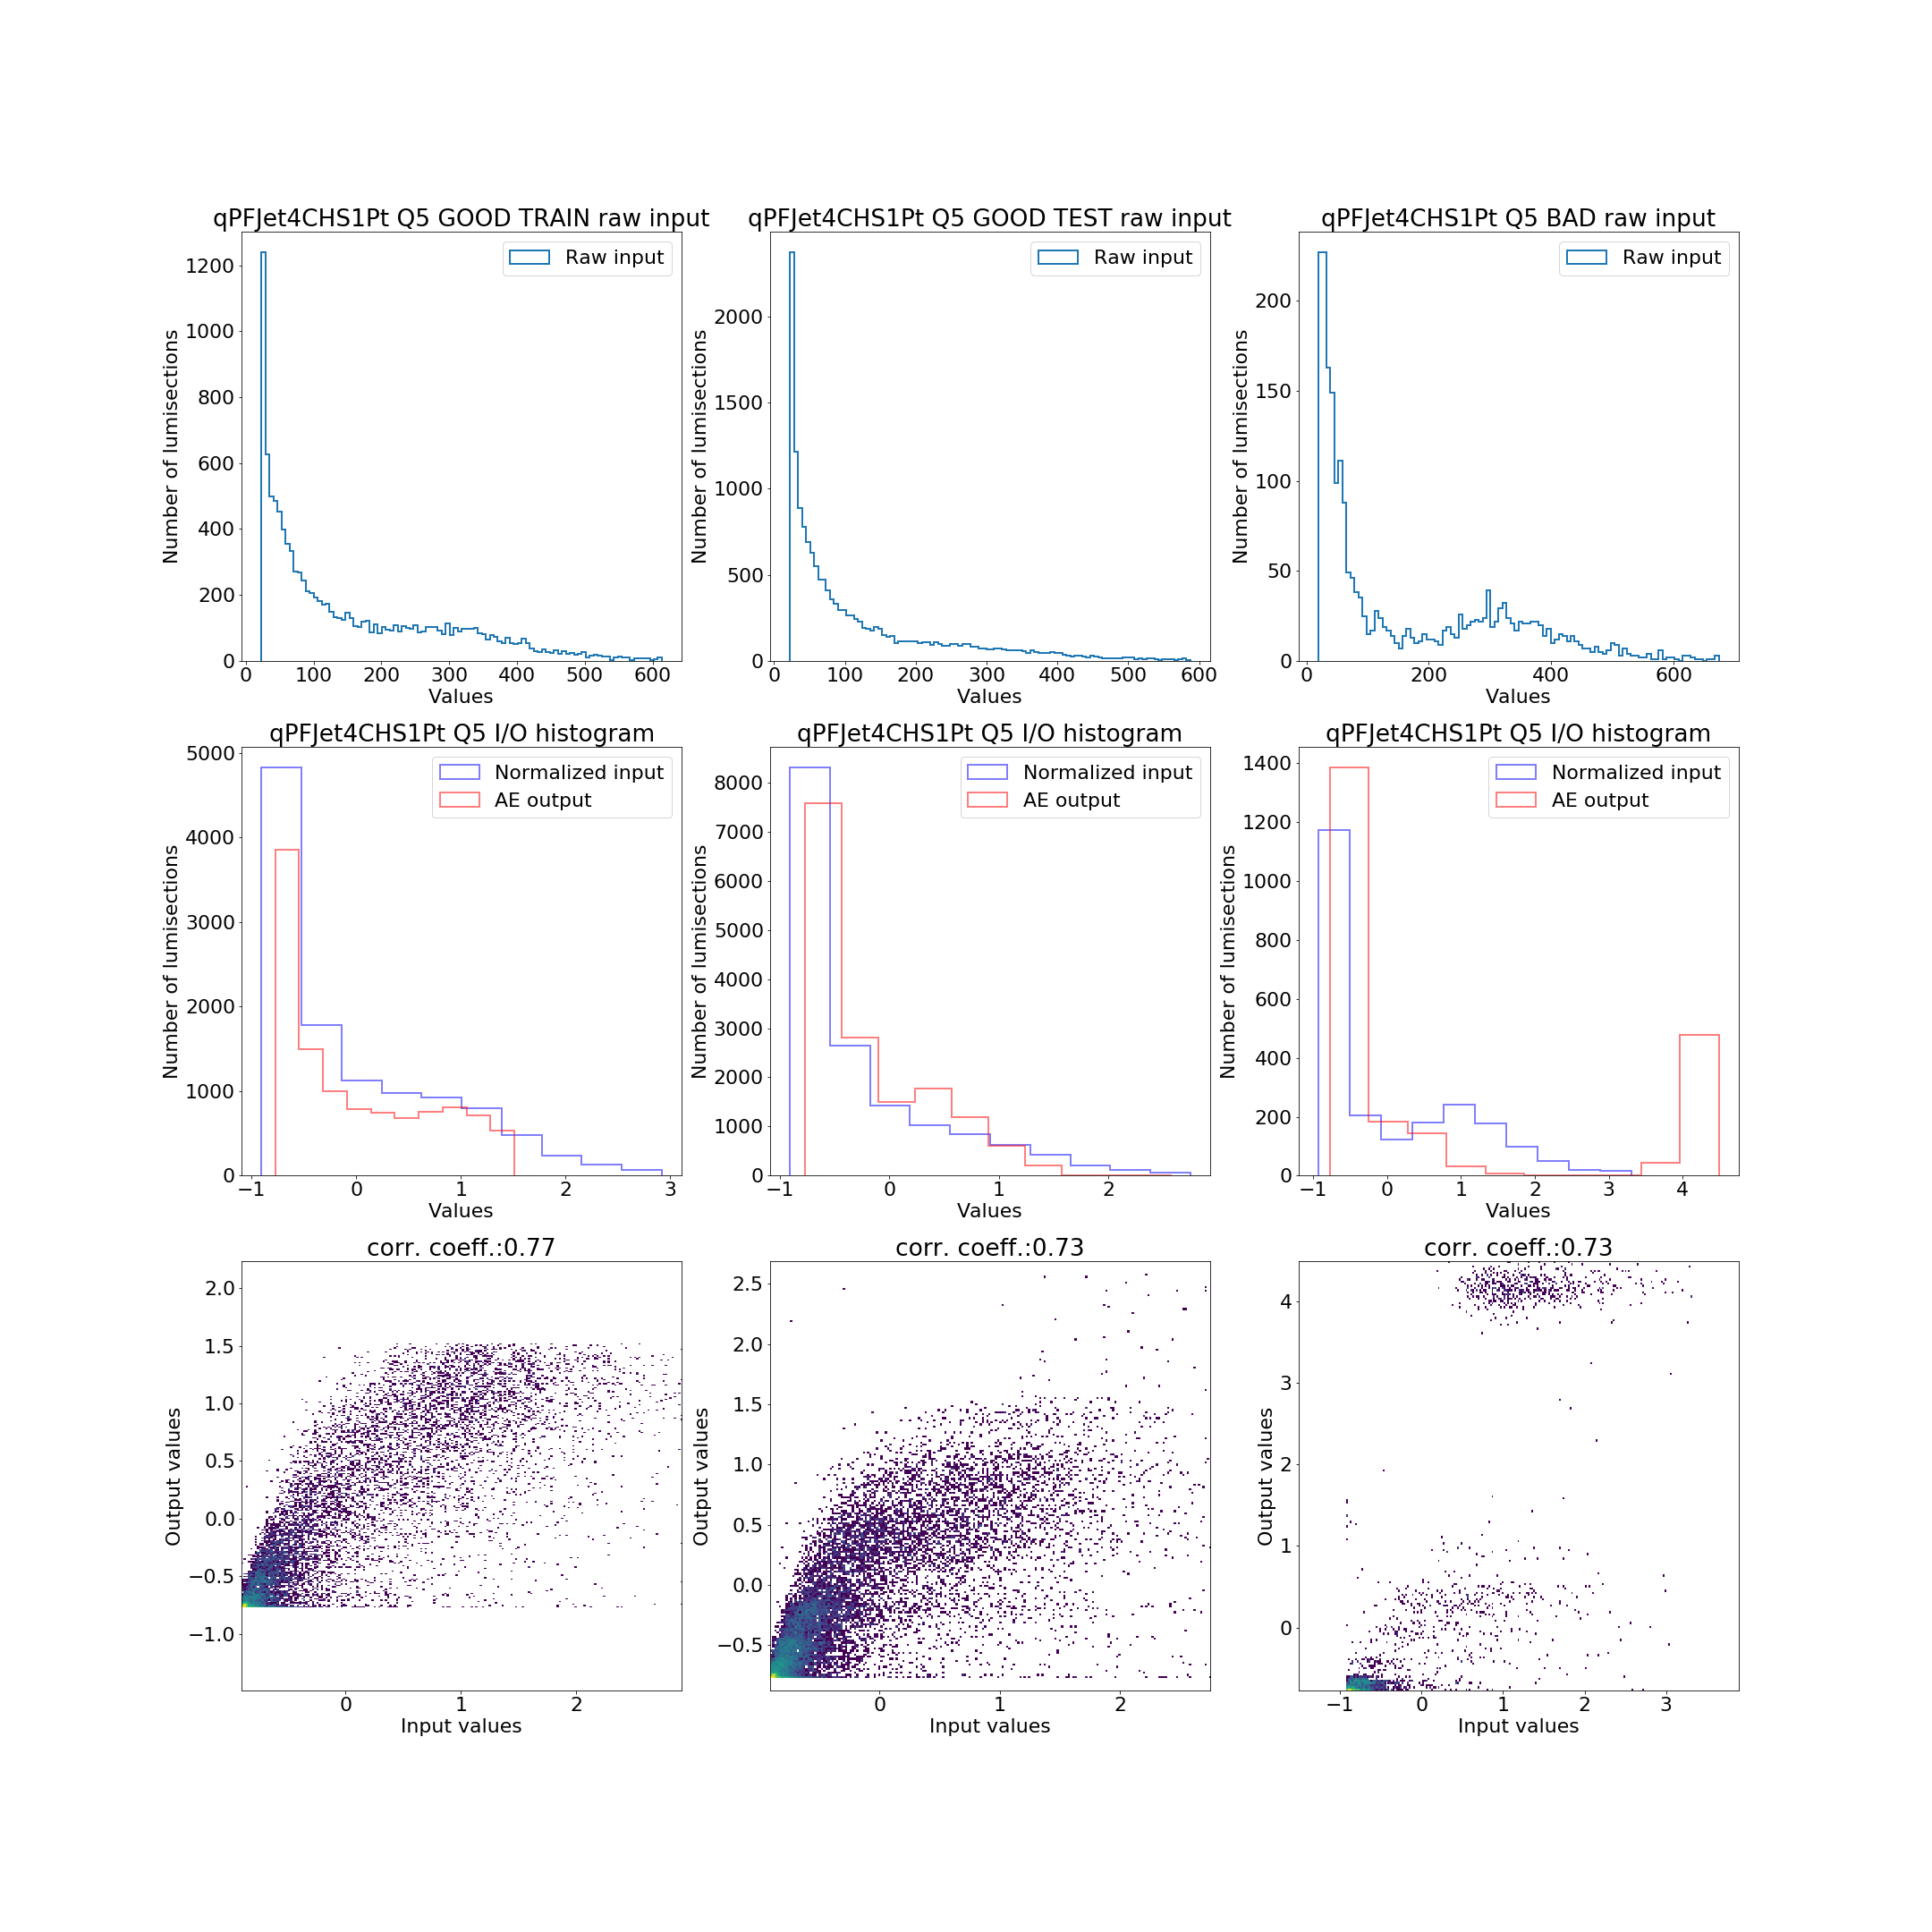 qPFJet4CHS1Pt Q5 GOOD TRAIN raw input
Raw input
1200
1000
800
600
400
200
0
Number of lumisections
0 100 200 300 400 500 600
Values
qPFJet4CHS1Pt Q5 GOOD TEST raw input
Raw input
2000
1500
1000
500
0
Number of lumisections
0 100 200 300 400 500 600
Values
qPFJet4CHS1Pt Q5 BAD raw input
Raw input
200
150
100
50
0
Number of lumisections
0 200 400 600
Values
qPFJet4CHS1Pt Q5 I/O histogram
Normalized input
AE output
5000
4000
3000
2000
1000
0
Number of lumisections
−1 0 1 2 3
Values
qPFJet4CHS1Pt Q5 I/O histogram
Normalized input
AE output
8000
7000
6000
5000
4000
3000
2000
1000
0
Number of lumisections
−1 0 1 2
Values
qPFJet4CHS1Pt Q5 I/O histogram
Normalized input
AE output
1400
1200
1000
800
600
400
200
0
Number of lumisections
−1 0 1 2 3 4
Values
corr. coeff.:0.77
2.0
1.5
1.0
0.5
0.0
−0.5
−1.0
Output values
0 1 2
Input values
corr. coeff.:0.73
2.5
2.0
1.5
1.0
0.5
0.0
−0.5
Output values
0 1 2
Input values
corr. coeff.:0.73
4
3
2
1
0
Output values
−1 0 1 2 3
Input values